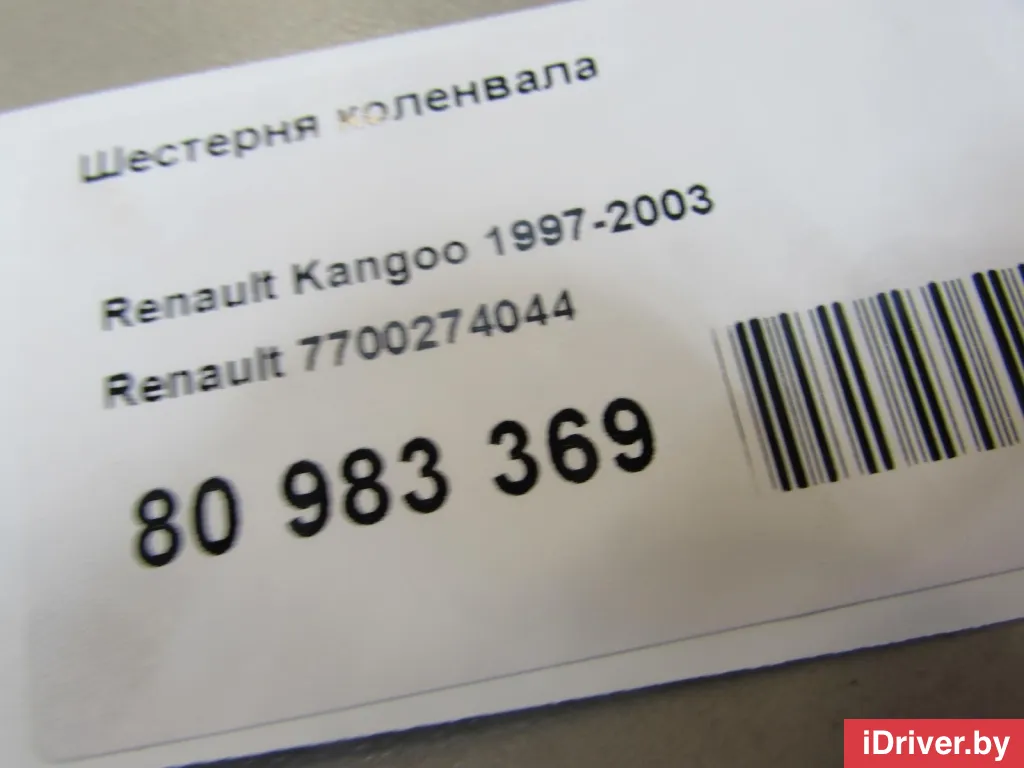 Шестерня коленвала
Renault Kangoo 1997-2003
Renault 7700274044
80 983 369
iDriver.by